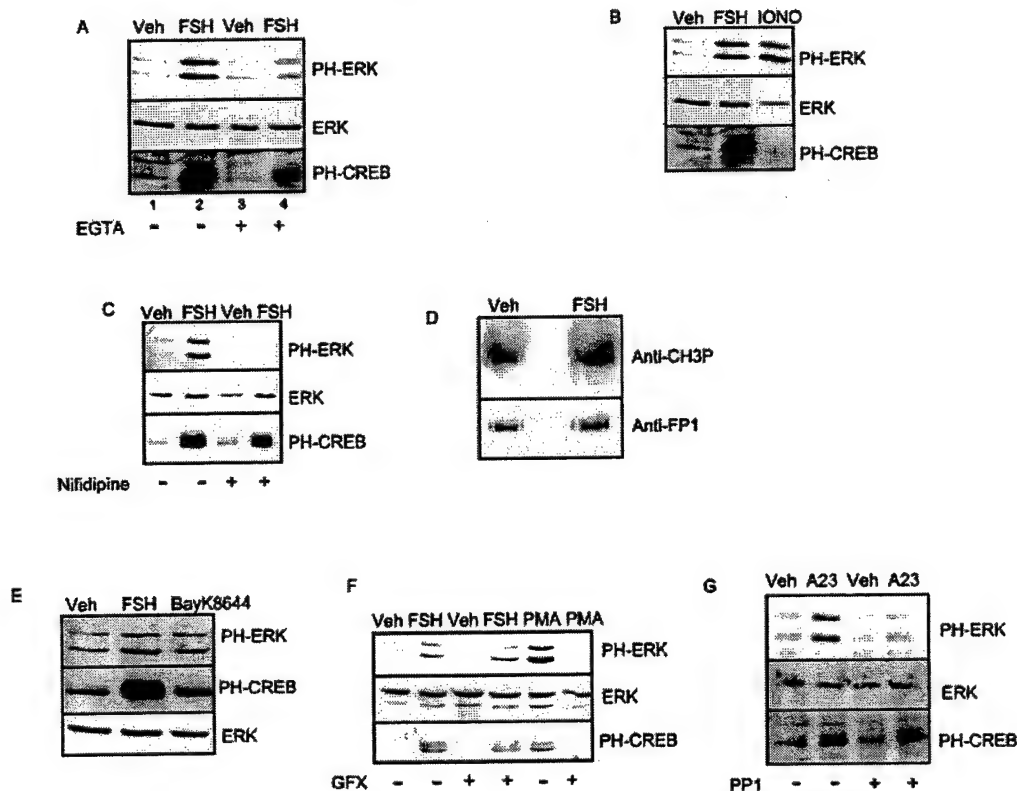 A
Veh FSH Veh FSH
PH-ERK
ERK
PH-CREB
1 2 3 4
EGTA - - + +
B
Veh FSH IONO
PH-ERK
ERK
PH-CREB
C
Veh FSH Veh FSH
PH-ERK
ERK
PH-CREB
Nifidipine - - + +
D
Veh FSH
Anti-CH3P
Anti-FP1
E
Veh FSH BayK8644
PH-ERK
PH-CREB
ERK
F
Veh FSH Veh FSH PMA PMA
PH-ERK
ERK
PH-CREB
GFX - - + + - +
G
Veh A23 Veh A23
PH-ERK
ERK
PH-CREB
PP1 - - + +